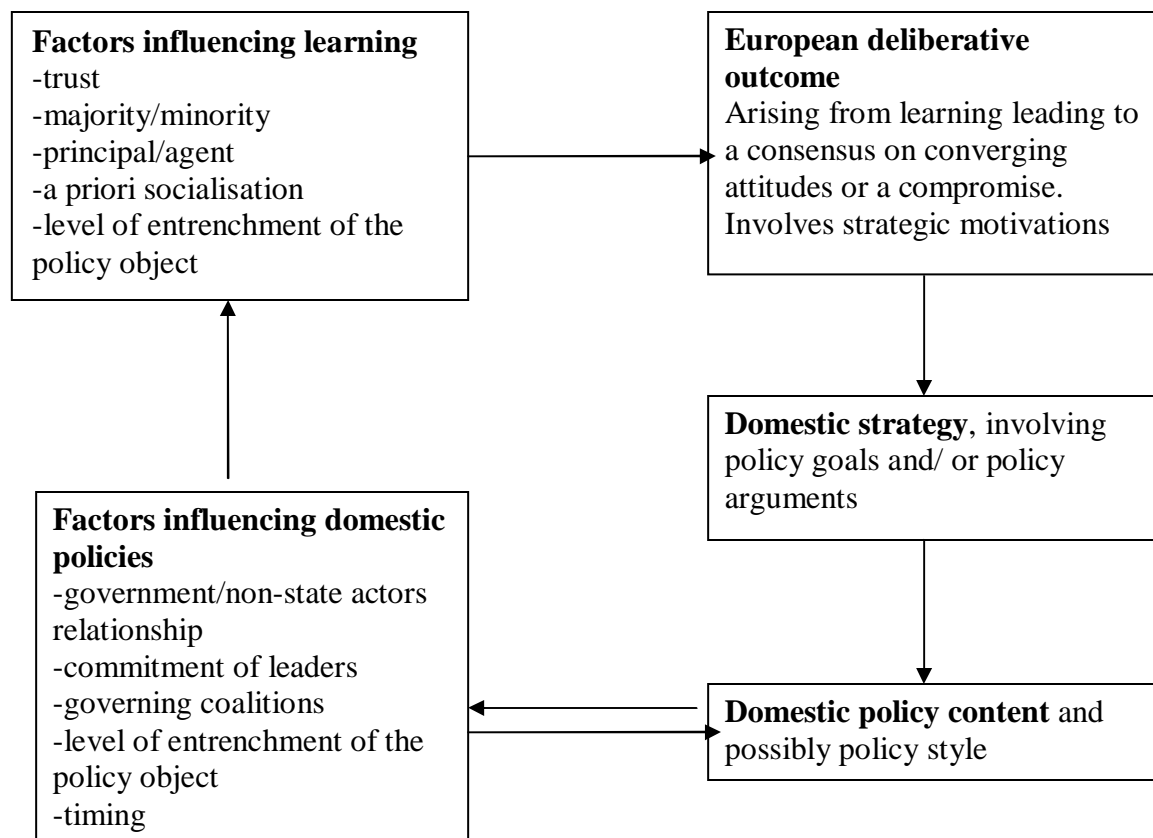 Factors influencing learning
-trust
-majority/minority
-principal/agent
-a priori socialisation
-level of entrenchment of the
policy object
European deliberative
outcome
Arising from learning leading to
a consensus on converging
attitudes or a compromise.
Involves strategic motivations
Domestic strategy, involving
policy goals and/ or policy
arguments
Factors influencing domestic
policies
-government/non-state actors
relationship
-commitment of leaders
-governing coalitions
-level of entrenchment of the
policy object
-timing
Domestic policy content and
possibly policy style